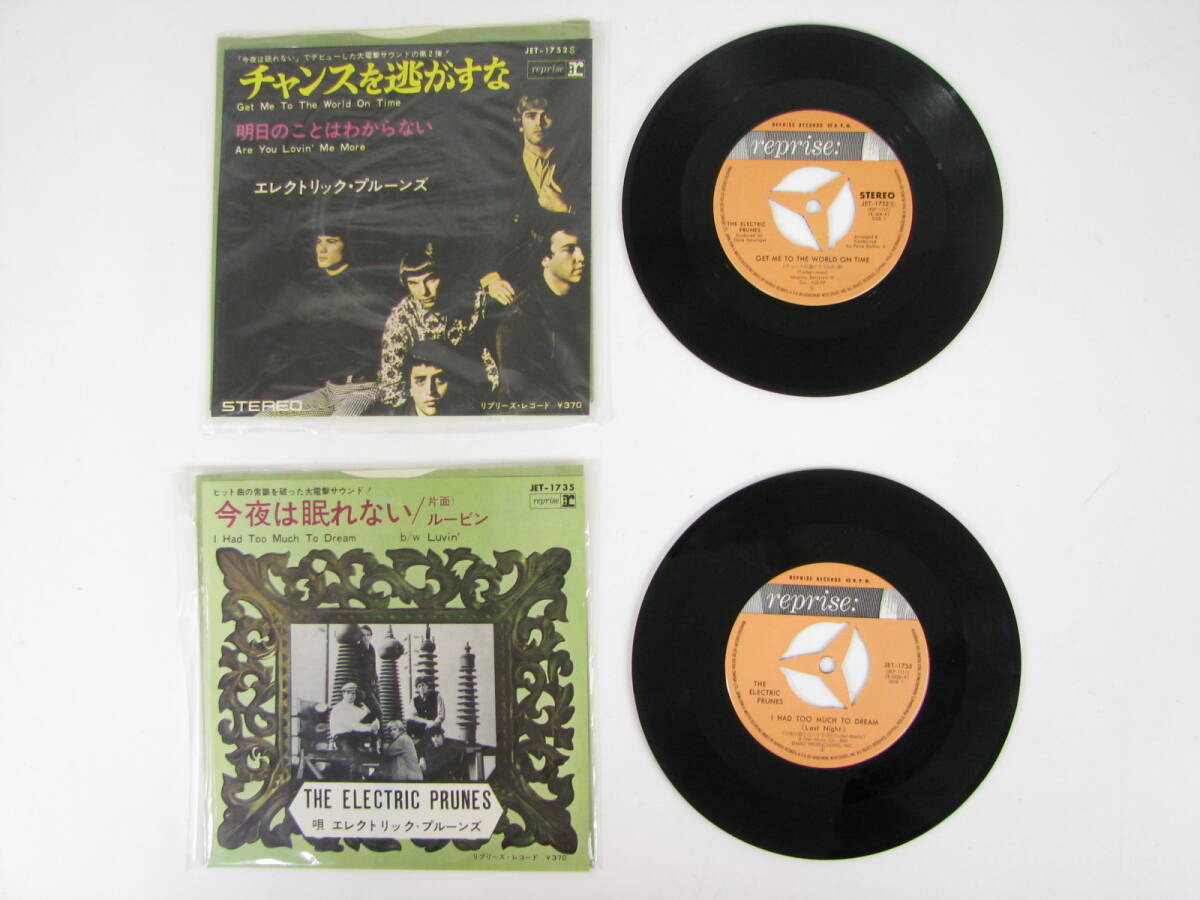 「今夜は眠れない」でデビューした大電撃サウンドの第2弾!
JET-1752S
reprise
チャンスを逃がすな
Get Me To The World On Time
明日のことはわからない
Are You Lovin' Me More
エレクトリック・プルーンズ
STEREO
リプリーズ・レコード ¥370
REPRISE RECORDS 45 R.P.M.
reprise:
STEREO
THE ELECTRIC
PRUNES
SIDE 1
GET ME TO THE WORLD ON TIME
ヒット曲の常識を破った大電撃サウンド!
JET-1735
reprise
今夜は眠れない/片面)ルービン
I Had Too Much To Dream b/w Luvin'
THE ELECTRIC PRUNES
唄 エレクトリック・プルーンズ
リプリーズ・レコード ¥370
REPRISE RECORDS 45 R.P.M.
reprise:
JET-1735
SIDE 1
THE
ELECTRIC
PRUNES
I HAD TOO MUCH TO DREAM
(Last Night)